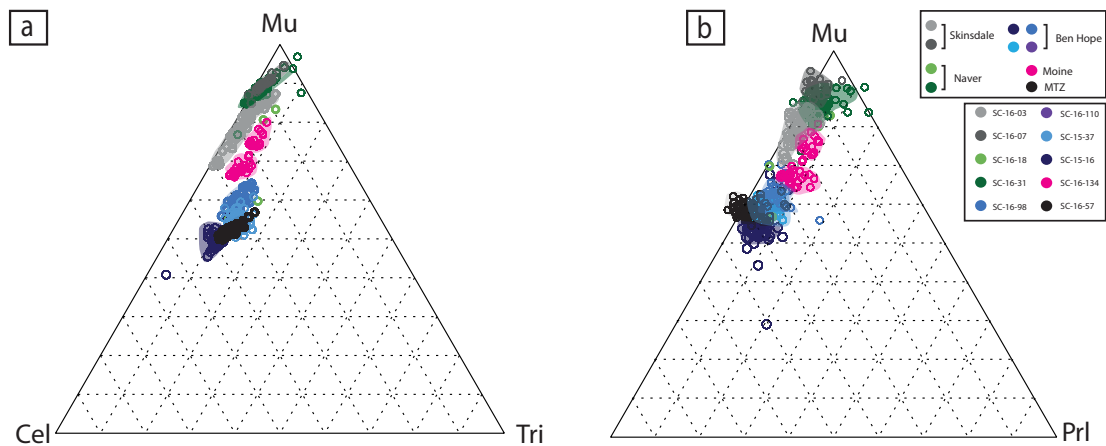 a
Mu
Cel
Tri
b
Mu
Prl
Skinsdale
Ben Hope
Naver
Moine
MTZ
SC-16-03
SC-16-110
SC-16-07
SC-15-37
SC-16-18
SC-15-16
SC-16-31
SC-16-134
SC-16-98
SC-16-57